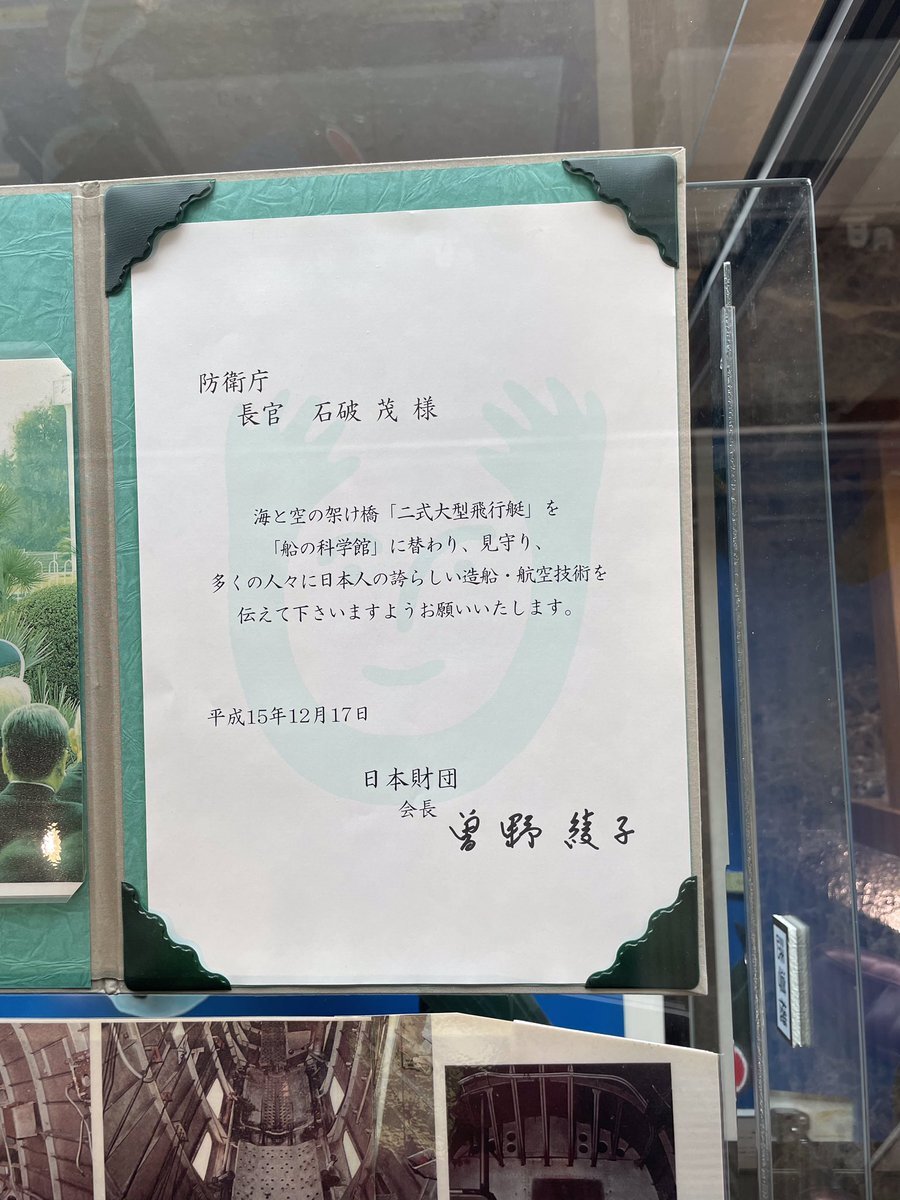 防衛庁
長官　石破 茂 様
海と空の架け橋「二式大型飛行艇」を
「船の科学館」に替わり、見守り、
多くの人々に日本人の誇らしい造船・航空技術を
伝えて下さいますようお願いいたします。
平成15年12月17日
日本財団
会長
曽野 綾子